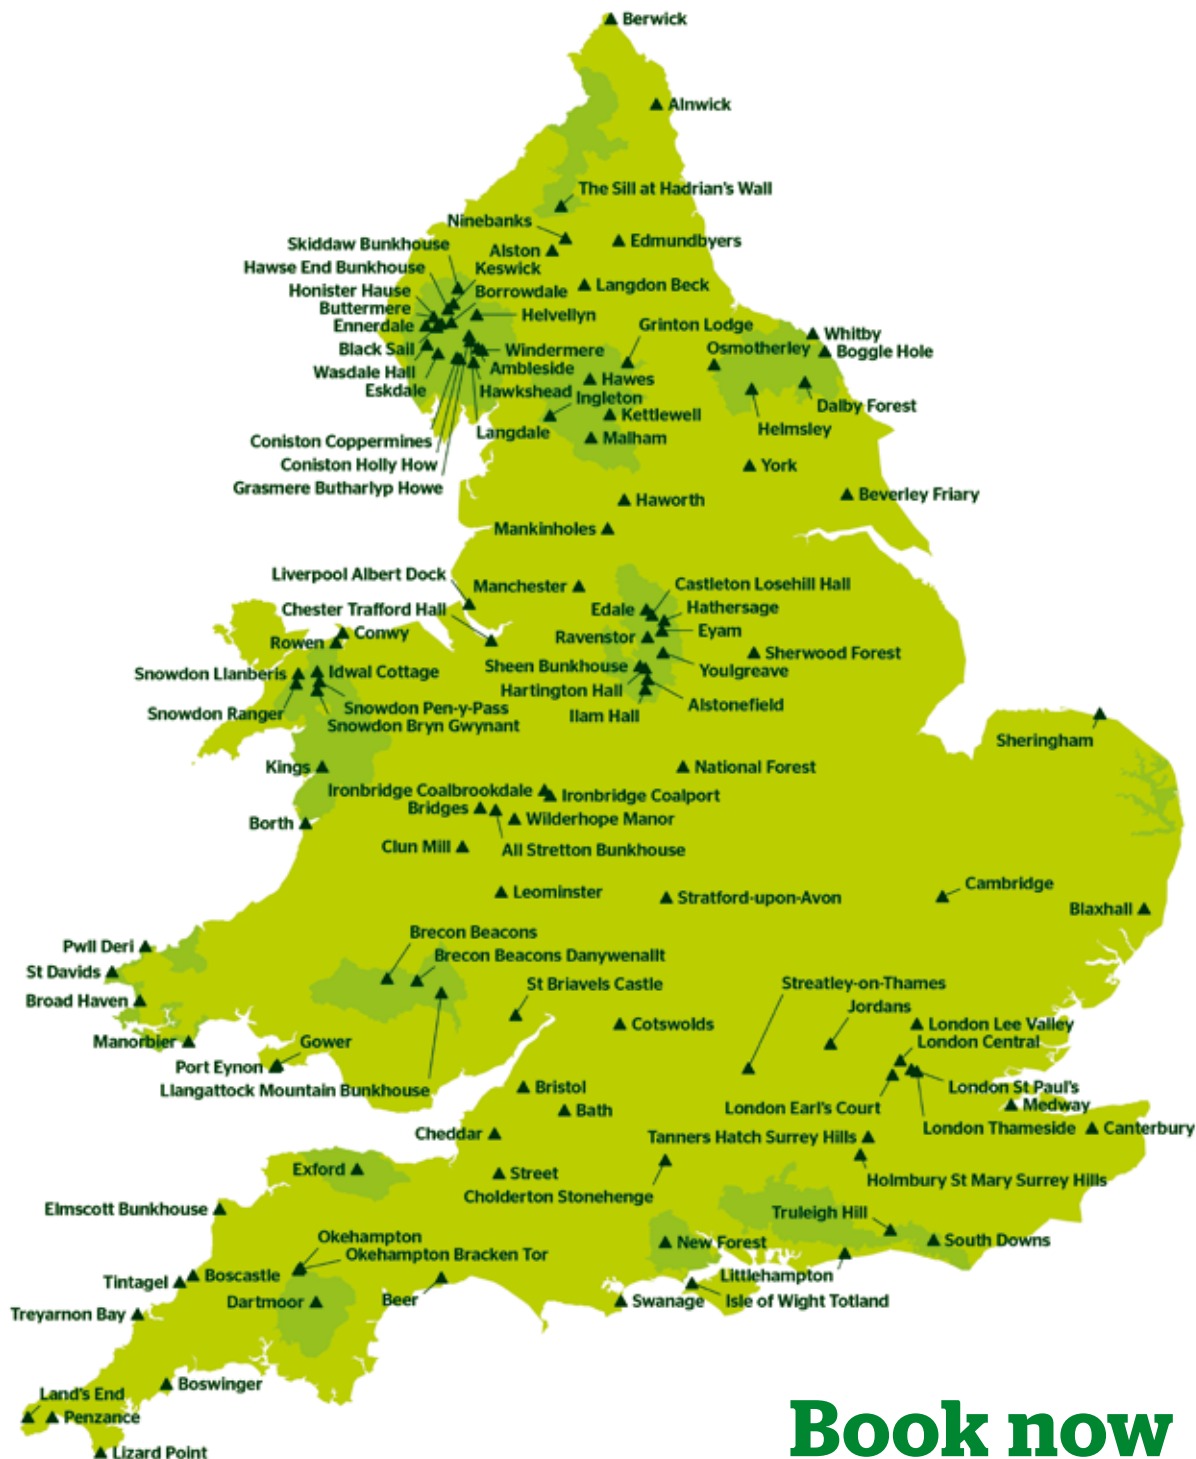 Berwick
Alnwick
The Sill at Hadrian's Wall
Ninebanks
Edmundbyers
Skiddaw Bunkhouse
Alston
Hawse End Bunkhouse
Keswick
Langdon Beck
Honister Hause
Borrowdale
Buttermere
Helvellyn
Ennerdale
Grinton Lodge
Whitby
Black Sail
Windermere
Osmotherley
Boggle Hole
Wasdale Hall
Ambleside
Hawes
Eskdale
Hawkshead
Ingleton
Dalby Forest
Kettlewell
Helmsley
Langdale
Malham
Coniston Coppermines
Coniston Holly How
York
Grasmere Butharlyp Howe
Haworth
Beverley Friary
Mankinholes
Liverpool Albert Dock
Manchester
Castleton Losehill Hall
Chester Trafford Hall
Edale
Hathersage
Conwy
Ravenstor
Eyam
Rowen
Sherwood Forest
Snowdon Llanberis
Idwal Cottage
Sheen Bunkhouse
Youlgreave
Hartington Hall
Snowdon Ranger
Snowdon Pen-y-Pass
Alstonefield
Ilam Hall
Snowdon Bryn Gwynant
Sheringham
Kings
National Forest
Ironbridge Coalbrookdale
Ironbridge Coalport
Bridges
Wilderhope Manor
Borth
Clun Mill
All Stretton Bunkhouse
Leominster
Stratford-upon-Avon
Cambridge
Blaxhall
Brecon Beacons
Pwll Deri
Brecon Beacons Danywenallt
St Davids
St Briavels Castle
Streatley-on-Thames
Broad Haven
Jordans
Cotswolds
London Lee Valley
Manorbier
Gower
London Central
Port Eynon
Llangattock Mountain Bunkhouse
Bristol
London St Paul's
Bath
London Earl's Court
Medway
Cheddar
Tanners Hatch Surrey Hills
London Thameside
Canterbury
Exford
Street
Cholderton Stonehenge
Holmbury St Mary Surrey Hills
Elmscott Bunkhouse
Truleigh Hill
Okehampton
New Forest
South Downs
Okehampton Bracken Tor
Tintagel
Boscastle
Littlehampton
Treyarnon Bay
Dartmoor
Beer
Swanage
Isle of Wight Totland
Boswinger
Land's End
Penzance
Lizard Point
Book now